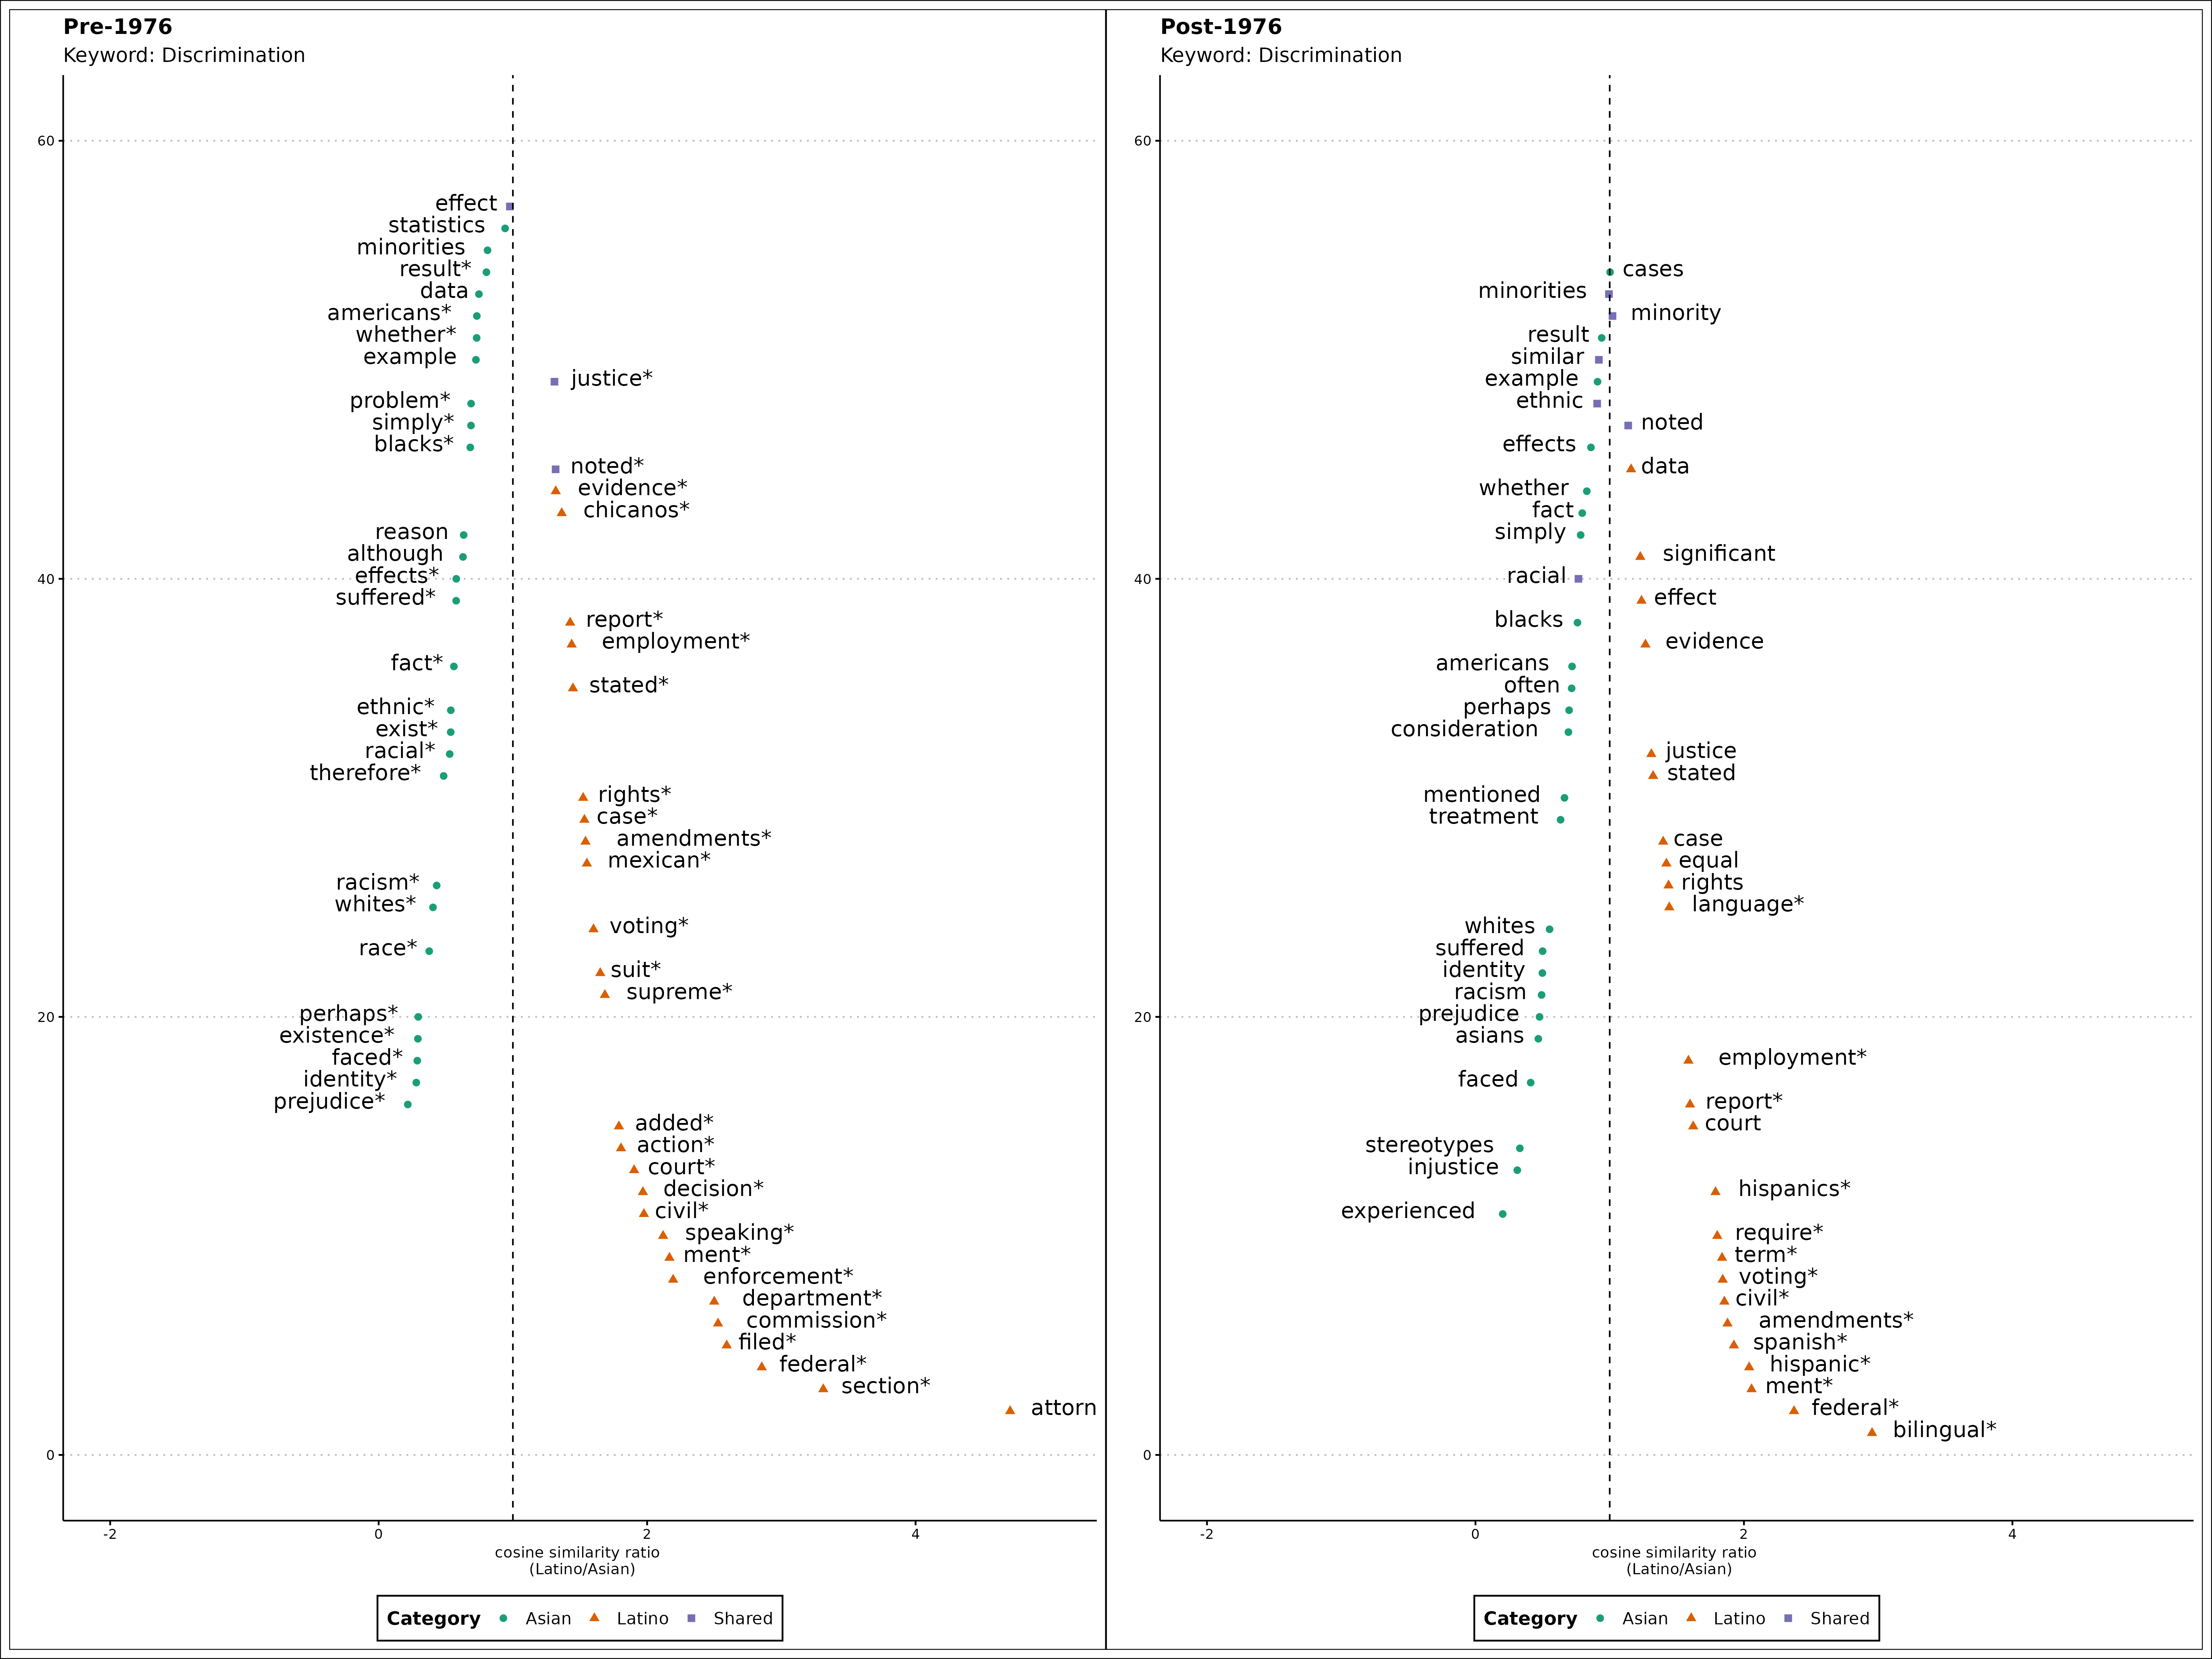 Pre-1976
Keyword: Discrimination
60
40
20
0
effect
statistics
minorities
result*
data
americans*
whether*
example
justice*
problem*
simply*
blacks*
noted*
evidence*
chicanos*
reason
although
effects*
suffered*
report*
employment*
fact*
stated*
ethnic*
exist*
racial*
therefore*
rights*
case*
amendments*
mexican*
racism*
whites*
voting*
race*
suit*
supreme*
perhaps*
existence*
faced*
identity*
prejudice*
added*
action*
court*
decision*
civil*
speaking*
ment*
enforcement*
department*
commission*
filed*
federal*
section*
attorn
-2 0 2 4
cosine similarity ratio
(Latino/Asian)
Category Asian Latino Shared
Post-1976
Keyword: Discrimination
60
40
20
0
cases
minorities
minority
result
similar
example
ethnic
noted
effects
data
whether
fact
simply
significant
racial
effect
blacks
evidence
americans
often
perhaps
consideration
justice
stated
mentioned
treatment
case
equal
rights
language*
whites
suffered
identity
racism
prejudice
asians
employment*
faced
report*
court
stereotypes
injustice
hispanics*
experienced
require*
term*
voting*
civil*
amendments*
spanish*
hispanic*
ment*
federal*
bilingual*
-2 0 2 4
cosine similarity ratio
(Latino/Asian)
Category Asian Latino Shared